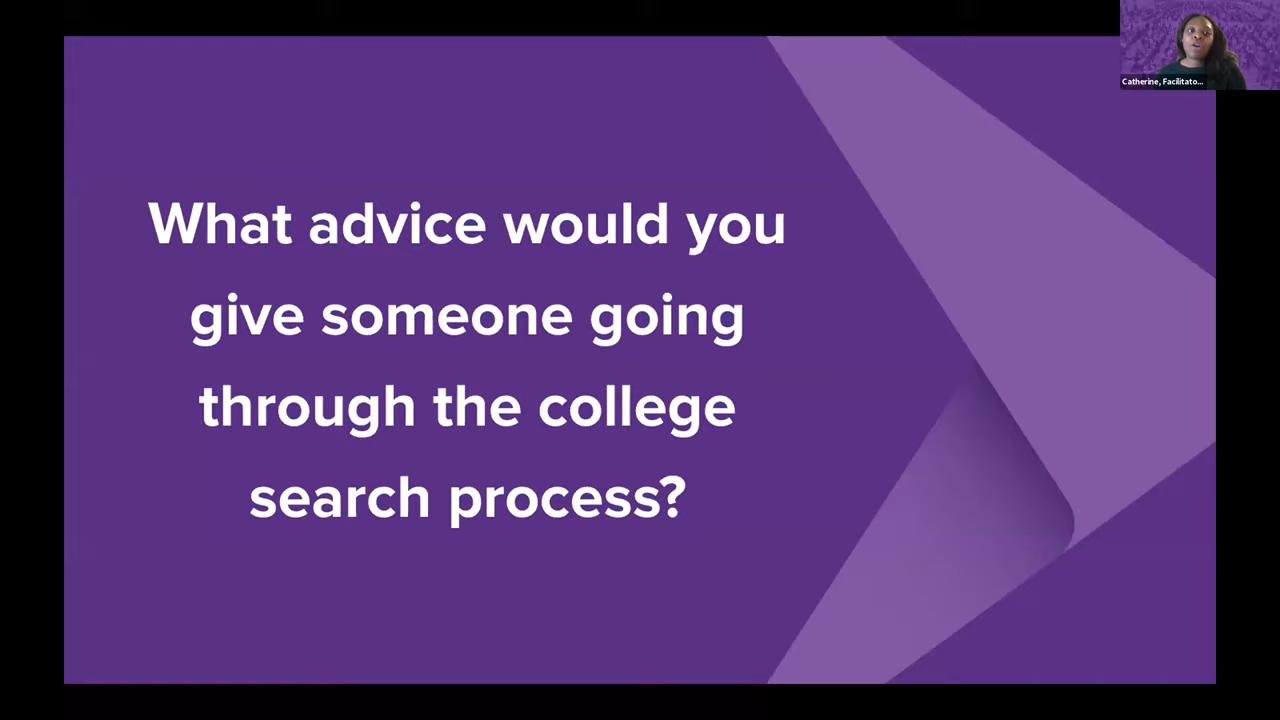 What advice would you
give someone going
through the college
search process?
Catherine, Facilitato...